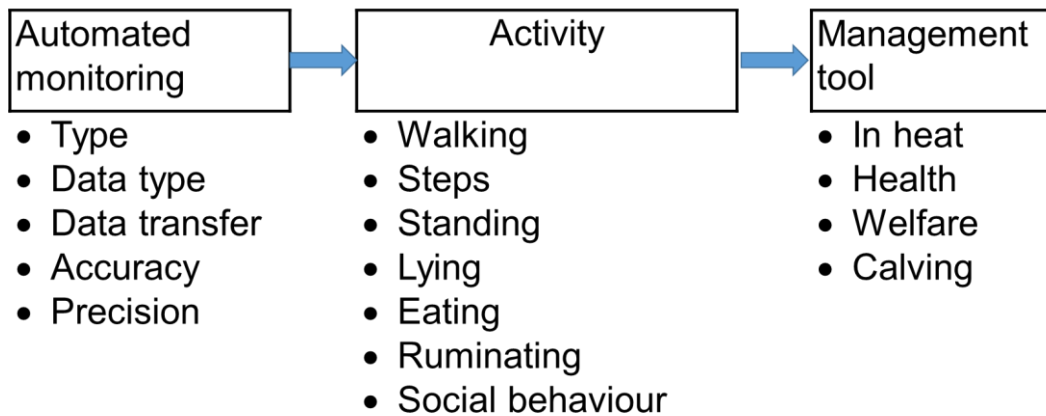 Automated
monitoring
• Type
• Data type
• Data transfer
• Accuracy
• Precision
Activity
• Walking
• Steps
• Standing
• Lying
• Eating
• Ruminating
• Social behaviour
Management
tool
• In heat
• Health
• Welfare
• Calving